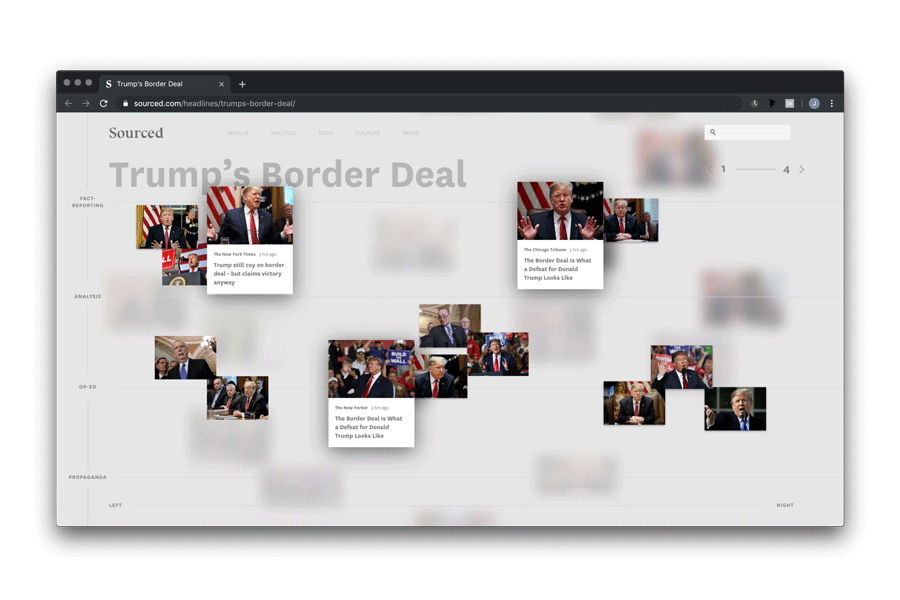 Trump's Border Deal
sourced.com/headlines/trumps-border-deal/
J
Sourced
WORLD POLITICS TECH CULTURE MORE
1 4
Trump's Border Deal
FACT-
REPORTING
The New York Times 3 hrs ago
Trump still coy on border
deal - but claims victory
anyway
The Chicago Tribune 3 hrs ago
The Border Deal Is What
a Defeat for Donald
Trump Looks Like
ANALYSIS
BUILD
THE
WALL
The New Yorker 3 hrs ago
The Border Deal Is What
a Defeat for Donald
Trump Looks Like
OP-ED
PROPAGANDA
LEFT
RIGHT